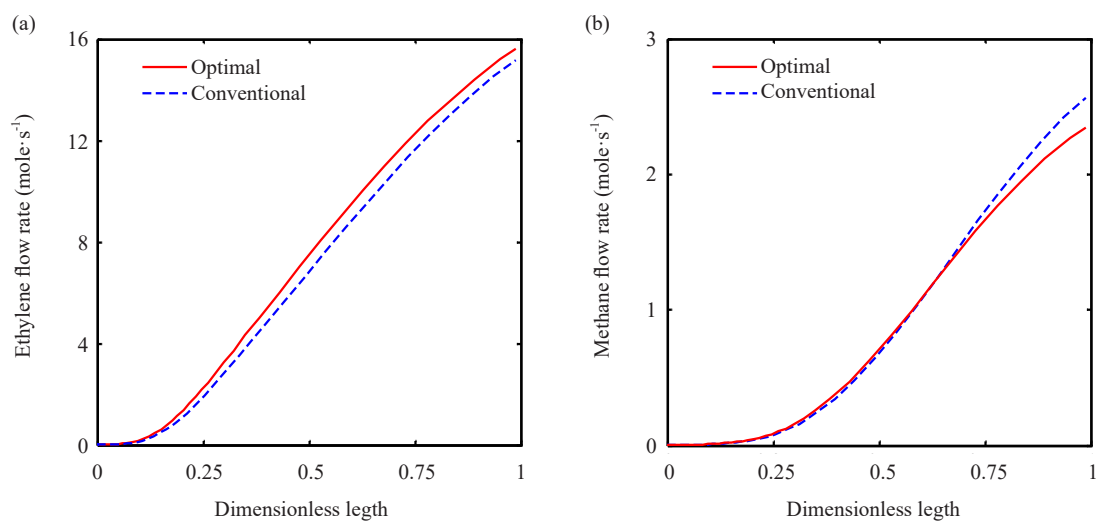 (a)
Ethylene flow rate (mole·s⁻¹)
16
12
8
4
0
Optimal
Conventional
0 0.25 0.5 0.75 1
Dimensionless legth
(b)
Methane flow rate (mole·s⁻¹)
3
2
1
0
Optimal
Conventional
0 0.25 0.5 0.75 1
Dimensionless legth